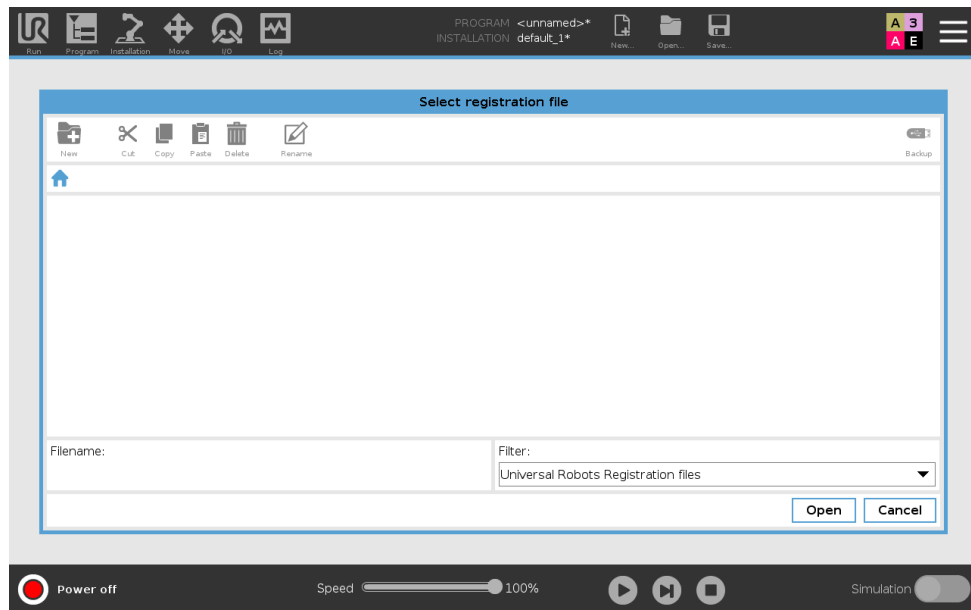 PROGRAM <unnamed>*
INSTALLATION default_1*
UR
Run Program Installation Move I/O Log
New... Open... Save...
A 3
A E
Select registration file
New Cut Copy Paste Delete Rename Backup
Filename:
Filter:
Universal Robots Registration files
Open Cancel
Power off Speed 100% Simulation